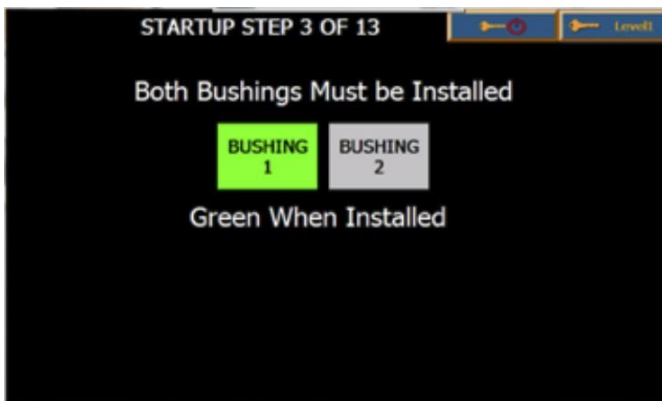 STARTUP STEP 3 OF 13
Level1
Both Bushings Must be Installed
BUSHING
1
BUSHING
2
Green When Installed